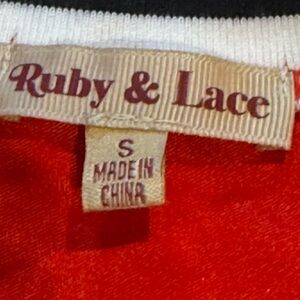 Ruby & Lace
S
MADE IN
CHINA